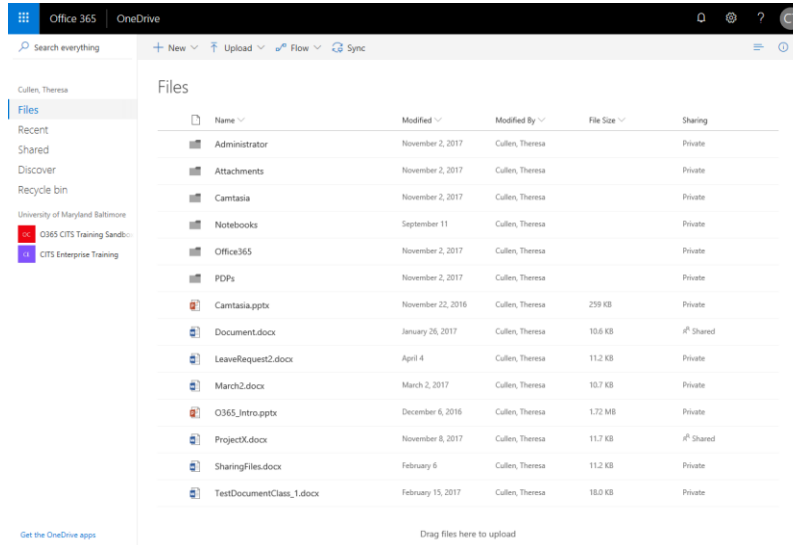 Office 365 OneDrive ?
Search everything New Upload Flow Sync
Cullen, Theresa
Files
Recent
Shared
Discover
Recycle bin
University of Maryland Baltimore
OC O365 CITS Training Sandbo
CE CITS Enterprise Training
Get the OneDrive apps
Files
Name Modified Modified By File Size Sharing
Administrator November 2, 2017 Cullen, Theresa Private
Attachments November 2, 2017 Cullen, Theresa Private
Camtasia November 2, 2017 Cullen, Theresa Private
Notebooks September 11 Cullen, Theresa Private
Office365 November 2, 2017 Cullen, Theresa Private
PDPs November 2, 2017 Cullen, Theresa Private
Camtasia.pptx November 22, 2016 Cullen, Theresa 259 KB Private
Document.docx January 26, 2017 Cullen, Theresa 10.6 KB Shared
LeaveRequest2.docx April 4 Cullen, Theresa 11.2 KB Private
March2.docx March 2, 2017 Cullen, Theresa 10.7 KB Private
O365_Intro.pptx December 6, 2016 Cullen, Theresa 1.72 MB Private
ProjectX.docx November 8, 2017 Cullen, Theresa 11.7 KB Shared
SharingFiles.docx February 6 Cullen, Theresa 11.2 KB Private
TestDocumentClass_1.docx February 15, 2017 Cullen, Theresa 18.0 KB Private
Drag files here to upload